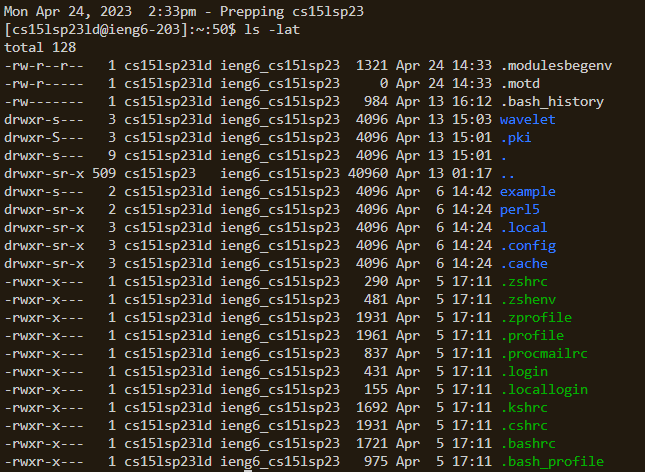 Mon Apr 24, 2023  2:33pm - Prepping cs15lsp23
[cs15lsp23ld@ieng6-203]:~:50$ ls -lat
total 128
-rw-r--r--   1 cs15lsp23ld ieng6_cs15lsp23  1321 Apr 24 14:33 .modulesbegenv
-rw-r-----   1 cs15lsp23ld ieng6_cs15lsp23     0 Apr 24 14:33 .motd
-rw-------   1 cs15lsp23ld ieng6_cs15lsp23   984 Apr 13 16:12 .bash_history
drwxr-s---   3 cs15lsp23ld ieng6_cs15lsp23  4096 Apr 13 15:03 wavelet
drwxr-S---   3 cs15lsp23ld ieng6_cs15lsp23  4096 Apr 13 15:01 .pki
drwxr-s---   9 cs15lsp23ld ieng6_cs15lsp23  4096 Apr 13 15:01 .
drwxr-sr-x 509 cs15lsp23   ieng6_cs15lsp23 40960 Apr 13 01:17 ..
drwxr-s---   2 cs15lsp23ld ieng6_cs15lsp23  4096 Apr  6 14:42 example
drwxr-sr-x   2 cs15lsp23ld ieng6_cs15lsp23  4096 Apr  6 14:24 perl5
drwxr-sr-x   3 cs15lsp23ld ieng6_cs15lsp23  4096 Apr  6 14:24 .local
drwxr-sr-x   3 cs15lsp23ld ieng6_cs15lsp23  4096 Apr  6 14:24 .config
drwxr-sr-x   3 cs15lsp23ld ieng6_cs15lsp23  4096 Apr  6 14:24 .cache
-rwxr-x---   1 cs15lsp23ld ieng6_cs15lsp23   290 Apr  5 17:11 .zshrc
-rwxr-x---   1 cs15lsp23ld ieng6_cs15lsp23   481 Apr  5 17:11 .zshenv
-rwxr-x---   1 cs15lsp23ld ieng6_cs15lsp23  1931 Apr  5 17:11 .zprofile
-rwxr-x---   1 cs15lsp23ld ieng6_cs15lsp23  1961 Apr  5 17:11 .profile
-rwxr-x---   1 cs15lsp23ld ieng6_cs15lsp23   837 Apr  5 17:11 .procmailrc
-rwxr-x---   1 cs15lsp23ld ieng6_cs15lsp23   431 Apr  5 17:11 .login
-rwxr-x---   1 cs15lsp23ld ieng6_cs15lsp23   155 Apr  5 17:11 .locallogin
-rwxr-x---   1 cs15lsp23ld ieng6_cs15lsp23  1692 Apr  5 17:11 .kshrc
-rwxr-x---   1 cs15lsp23ld ieng6_cs15lsp23  1931 Apr  5 17:11 .cshrc
-rwxr-x---   1 cs15lsp23ld ieng6_cs15lsp23  1721 Apr  5 17:11 .bashrc
-rwxr-x---   1 cs15lsp23ld ieng6_cs15lsp23   975 Apr  5 17:11 .bash_profile